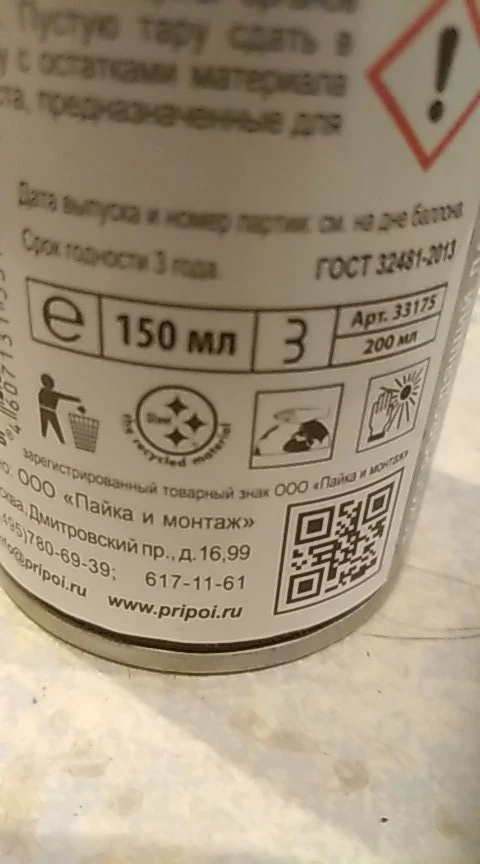 Пустую тару сдать в
с остатками материала
предназначенные для
Дата выпуска и номер партии: см. на дне баллона.
Срок годности 3 года.
ГОСТ 32481-2013
e 150 мл 3 Арт. 33175
200 мл
Steel
the recycled material
зарегистрированный товарный знак ООО «Пайка и монтаж»
ООО «Пайка и монтаж»
Дмитровский пр., д.16,99
780-69-39; 617-11-61
@pripoi.ru www.pripoi.ru